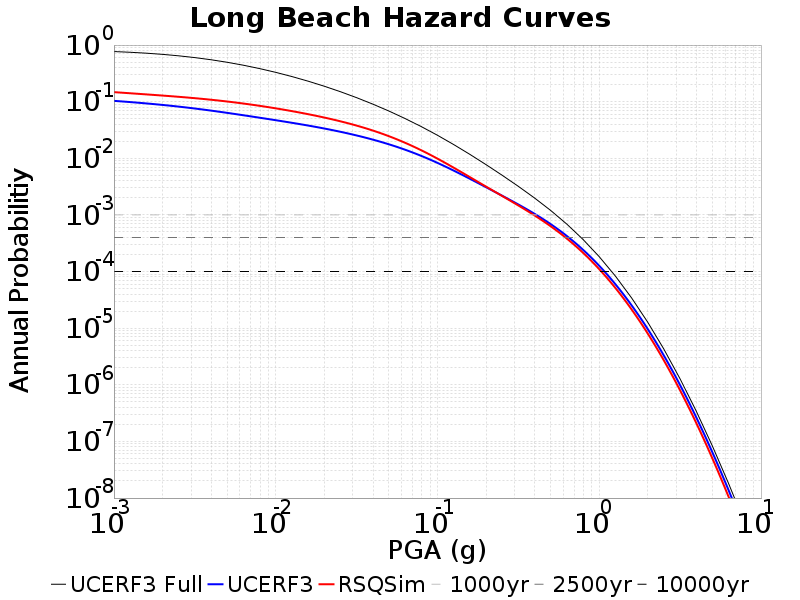 Long Beach Hazard Curves
Annual Probabilitiy
10^0
10^-1
10^-2
10^-3
10^-4
10^-5
10^-6
10^-7
10^-8
10^-3 10^-2 10^-1 10^0 10^1
PGA (g)
UCERF3 Full UCERF3 RSQSim 1000yr 2500yr 10000yr